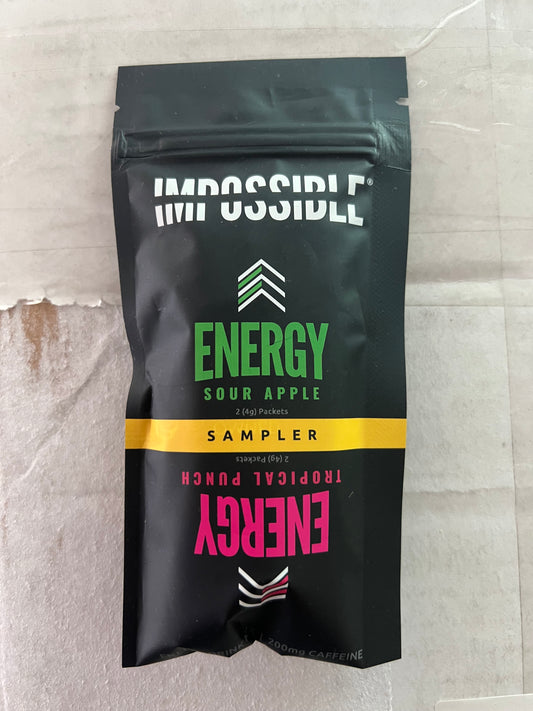 IMPOSSIBLE®
ENERGY
SOUR APPLE
2 (4g) Packets
SAMPLER
2 (4g) Packets
TROPICAL PUNCH
ENERGY
200mg CAFFEINE